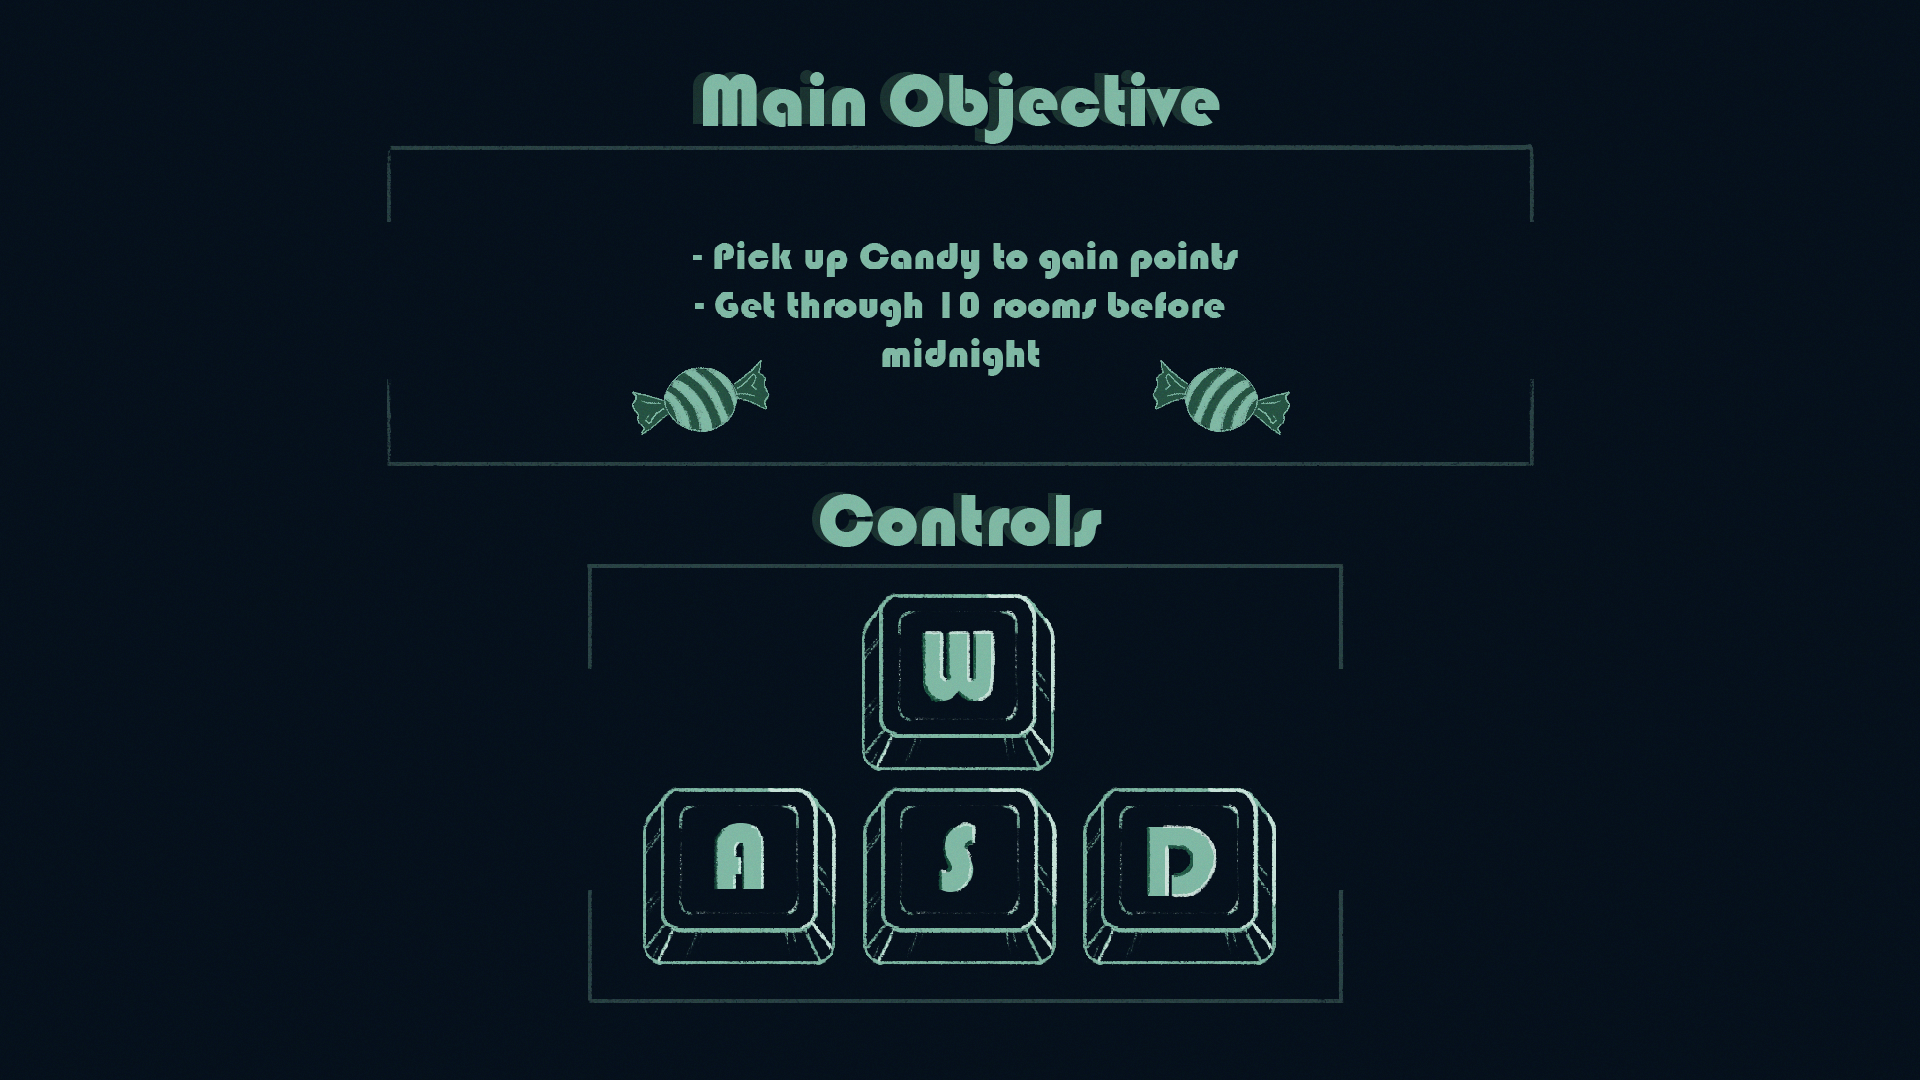 Main Objective
- Pick up Candy to gain points
- Get through 10 rooms before
midnight
Controls
W
A S D